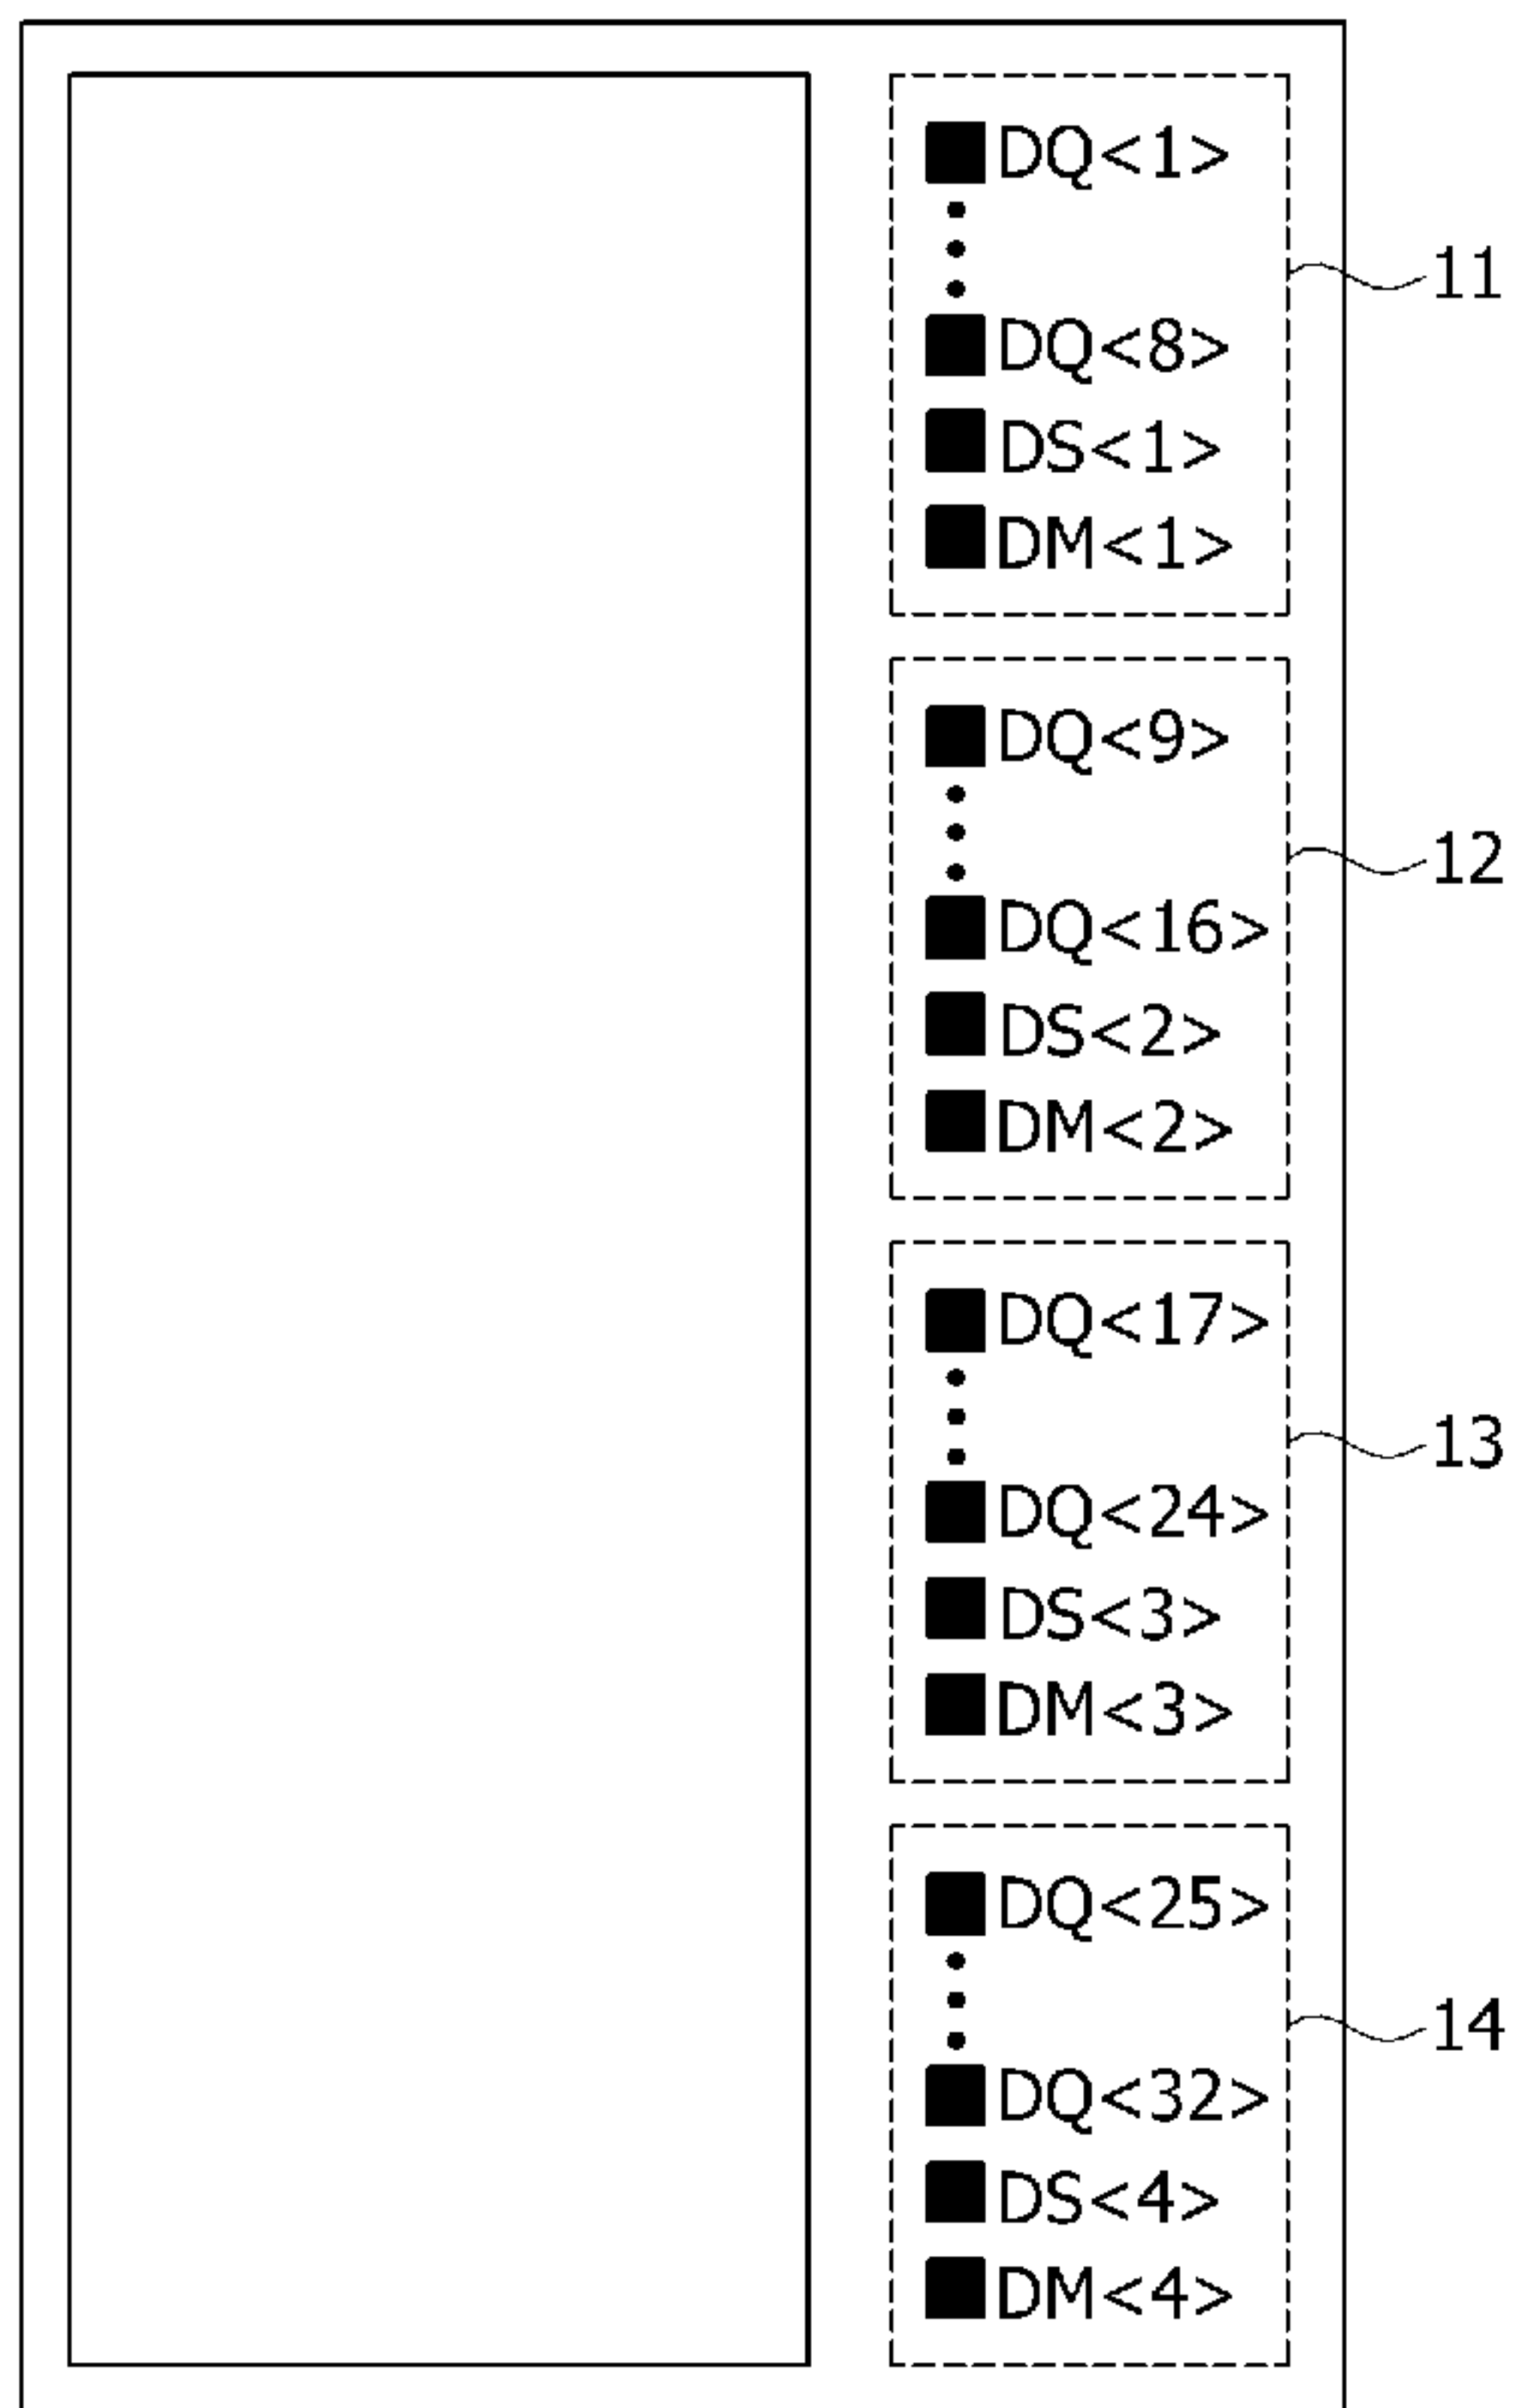 DQ<1>
11
DQ<8>
DS<1>
DM<1>
DQ<9>
12
DQ<16>
DS<2>
DM<2>
DQ<17>
13
DQ<24>
DS<3>
DM<3>
DQ<25>
14
DQ<32>
DS<4>
DM<4>